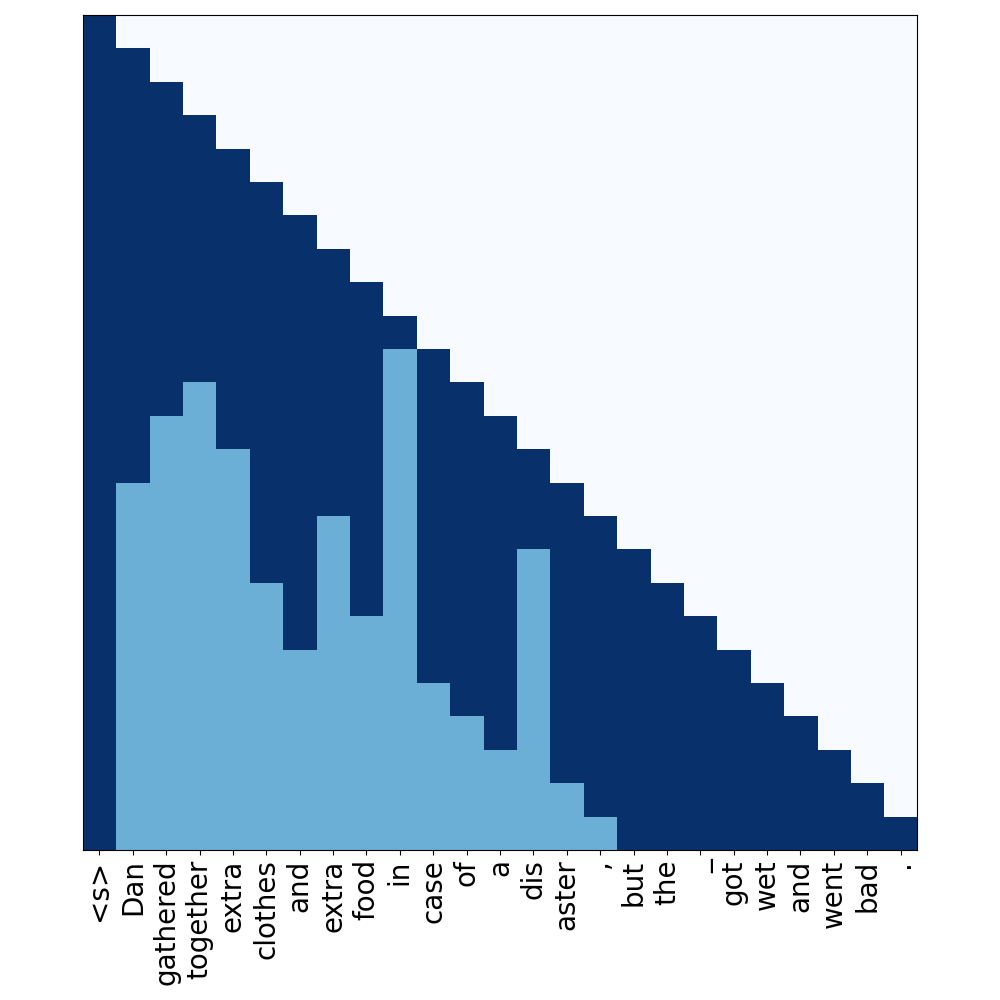 <s>
Dan
gathered
together
extra
clothes
and
extra
food
in
case
of
a
dis
aster
,
but
the
_
got
wet
and
went
bad
.